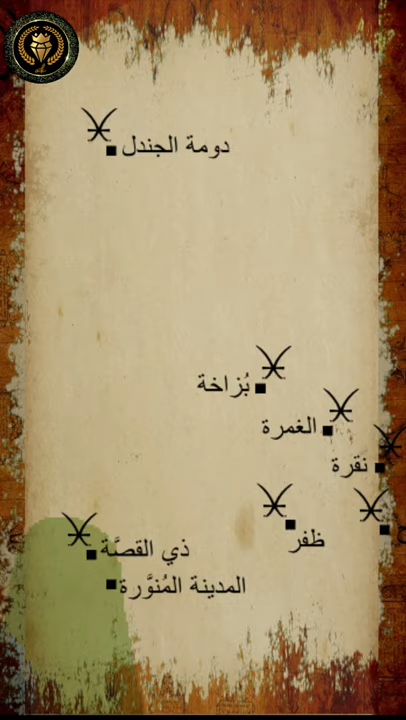 دومة الجندل
بُزاخة
الغمرة
نقرة
ظفر
ذي القصَّة
المدينة المُنوَّرة